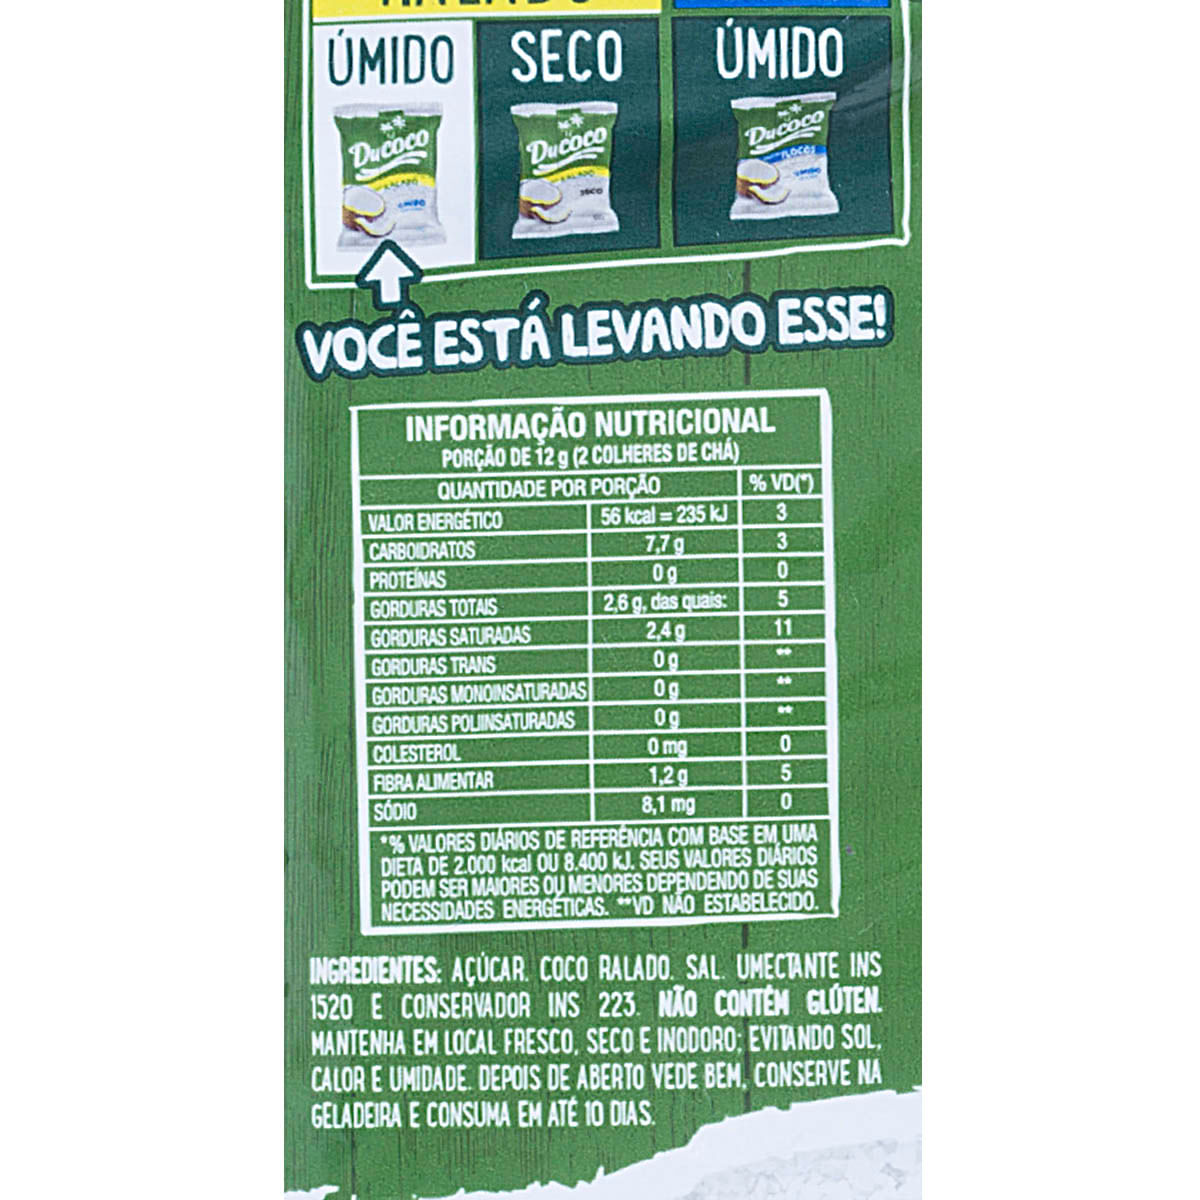 ÚMIDO SECO ÚMIDO
Ducoco Ducoco Ducoco
RALADO RALADO FLOCOS
ÚMIDO SECO ÚMIDO
VOCÊ ESTÁ LEVANDO ESSE!
INFORMAÇÃO NUTRICIONAL
PORÇÃO DE 12 g (2 COLHERES DE CHÁ)
QUANTIDADE POR PORÇÃO % VD(*)
VALOR ENERGÉTICO 56 kcal = 235 kJ 3
CARBOIDRATOS 7,7 g 3
PROTEÍNAS 0 g 0
GORDURAS TOTAIS 2,6 g, das quais: 5
GORDURAS SATURADAS 2,4 g 11
GORDURAS TRANS 0 g **
GORDURAS MONOINSATURADAS 0 g **
GORDURAS POLIINSATURADAS 0 g **
COLESTEROL 0 mg 0
FIBRA ALIMENTAR 1,2 g 5
SÓDIO 8,1 mg 0
*% VALORES DIÁRIOS DE REFERÊNCIA COM BASE EM UMA
DIETA DE 2.000 kcal OU 8.400 kJ. SEUS VALORES DIÁRIOS
PODEM SER MAIORES OU MENORES DEPENDENDO DE SUAS
NECESSIDADES ENERGÉTICAS. **VD NÃO ESTABELECIDO.
INGREDIENTES: AÇÚCAR. COCO RALADO. SAL. UMECTANTE INS
1520 E CONSERVADOR INS 223. NÃO CONTÉM GLÚTEN.
MANTENHA EM LOCAL FRESCO, SECO E INODORO; EVITANDO SOL,
CALOR E UMIDADE. DEPOIS DE ABERTO VEDE BEM, CONSERVE NA
GELADEIRA E CONSUMA EM ATÉ 10 DIAS.